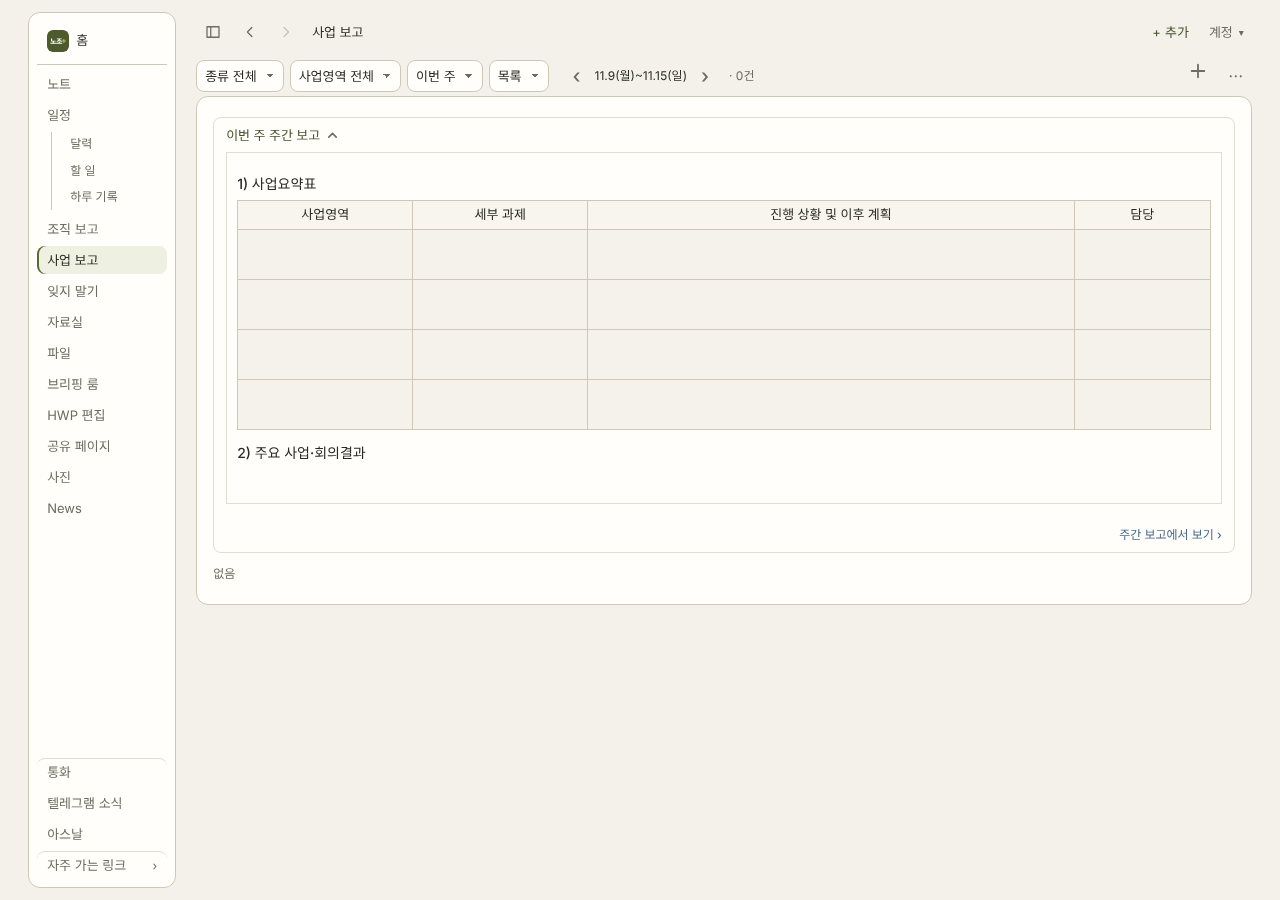 노조
홈
노트
일정
달력
할 일
하루 기록
조직 보고
사업 보고
잊지 말기
자료실
파일
브리핑 룸
HWP 편집
공유 페이지
사진
News
통화
텔레그램 소식
아스날
자주 가는 링크 ›
사업 보고
+ 추가
계정 ▾
종류 전체
사업영역 전체
이번 주
목록
11.9(월)~11.15(일)
· 0건
이번 주 주간 보고
1) 사업요약표
사업영역 세부 과제 진행 상황 및 이후 계획 담당
2) 주요 사업·회의결과
주간 보고에서 보기 ›
없음